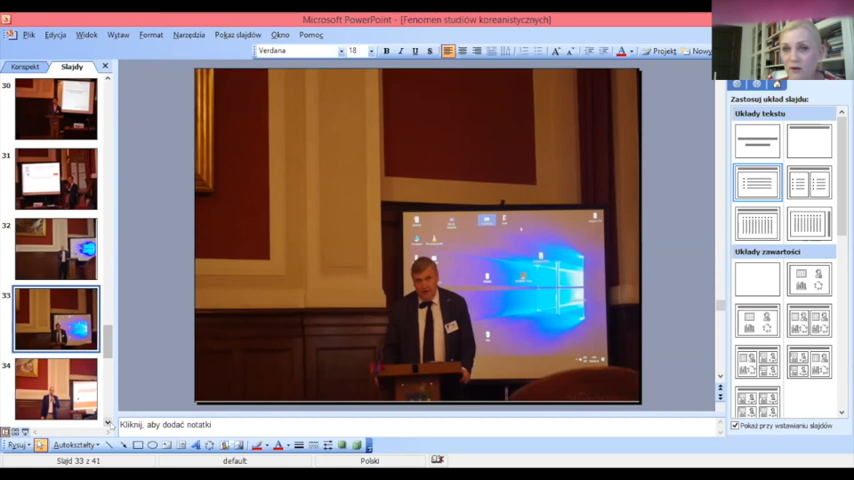 Microsoft PowerPoint - [Fenomen studiów koreanistycznych]
Plik Edycja Widok Wstaw Format Narzędzia Pokaz slajdów Okno Pomoc
Verdana 18 B I U S A Projekt Nowy
Konspekt Slajdy
Zastosuj układ slajdu:
Układy tekstu
30
31
32
33
34
Układy zawartości
Pokaż przy wstawianiu slajdów
Kliknij, aby dodać notatki
Rysuj Autokształty
Slajd 33 z 41 default Polski